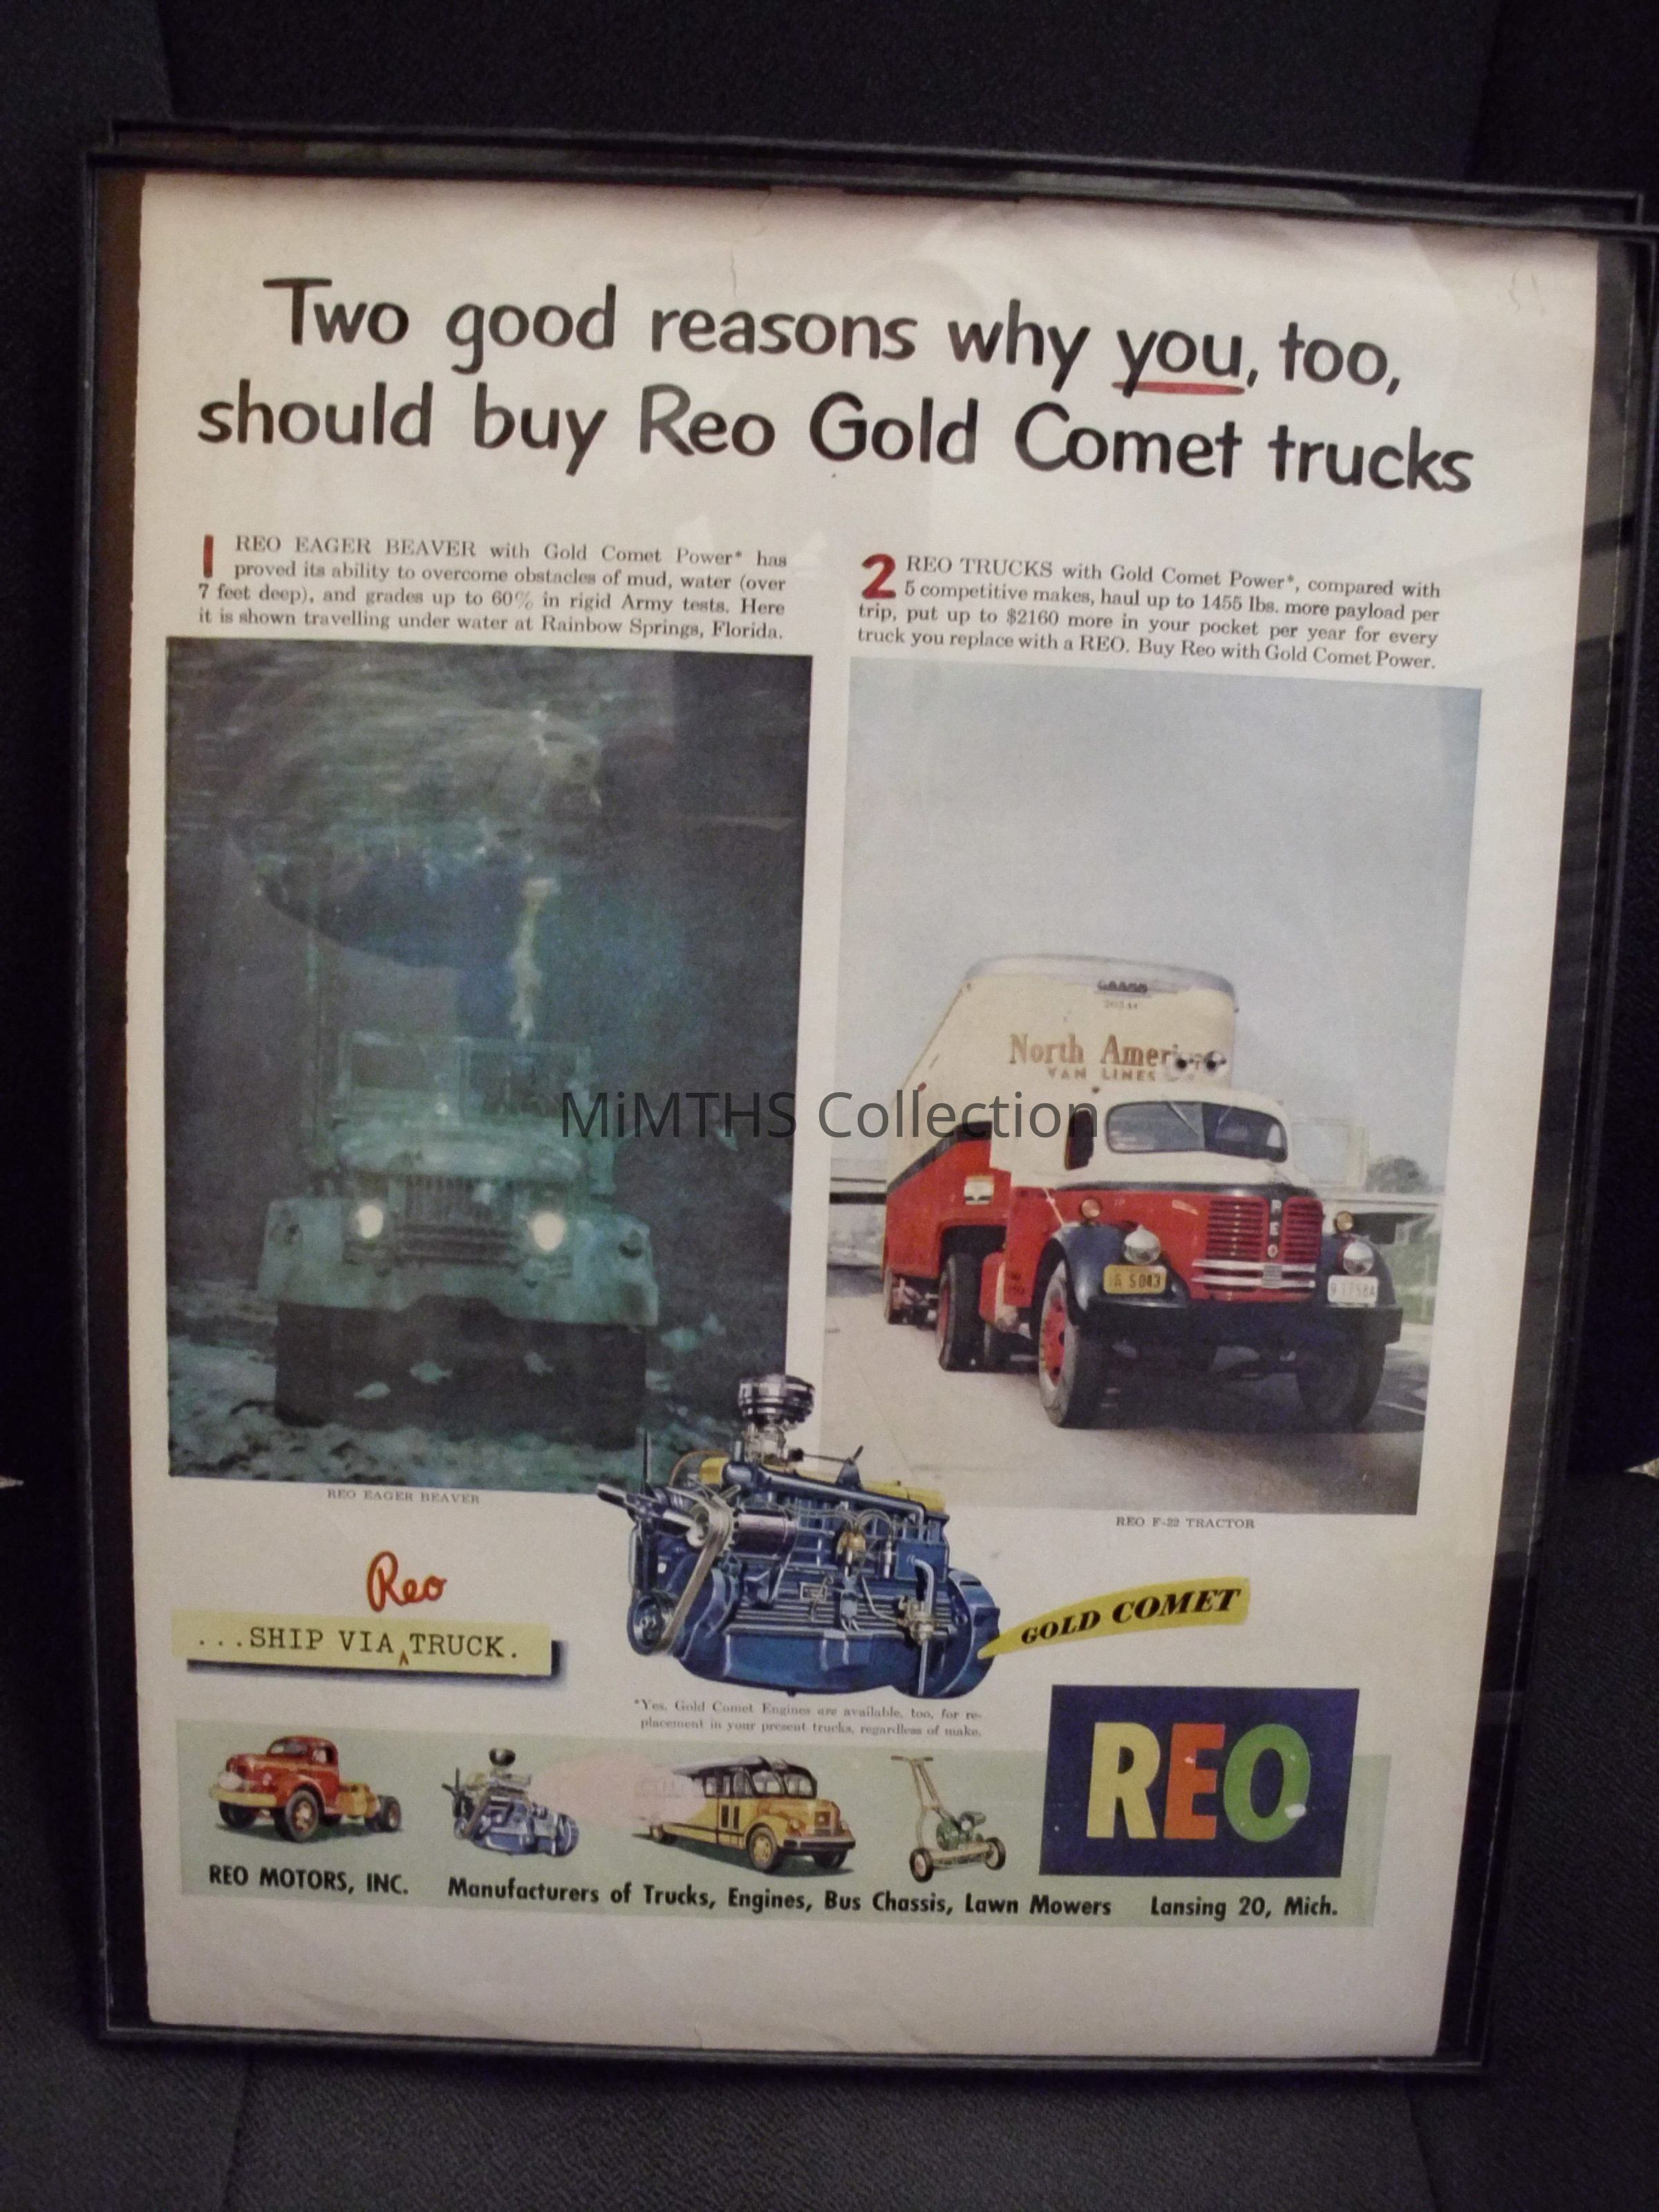 Two good reasons why you, too,
should buy Reo Gold Comet trucks
1 REO EAGER BEAVER with Gold Comet Power* has
proved its ability to overcome obstacles of mud, water (over
7 feet deep), and grades up to 60% in rigid Army tests. Here
it is shown travelling under water at Rainbow Springs, Florida.
2 REO TRUCKS with Gold Comet Power*, compared with
5 competitive makes, haul up to 1455 lbs. more payload per
trip, put up to $2160 more in your pocket per year for every
truck you replace with a REO. Buy Reo with Gold Comet Power.
North Ameri
VAN LINES
MiMTHS Collection
REO
5043
REO EAGER BEAVER
REO F-22 TRACTOR
Reo
...SHIP VIA TRUCK.
GOLD COMET
*Yes, Gold Comet Engines are available, too, for re-
placement in your present trucks, regardless of make.
REO
REO MOTORS, INC. Manufacturers of Trucks, Engines, Bus Chassis, Lawn Mowers Lansing 20, Mich.